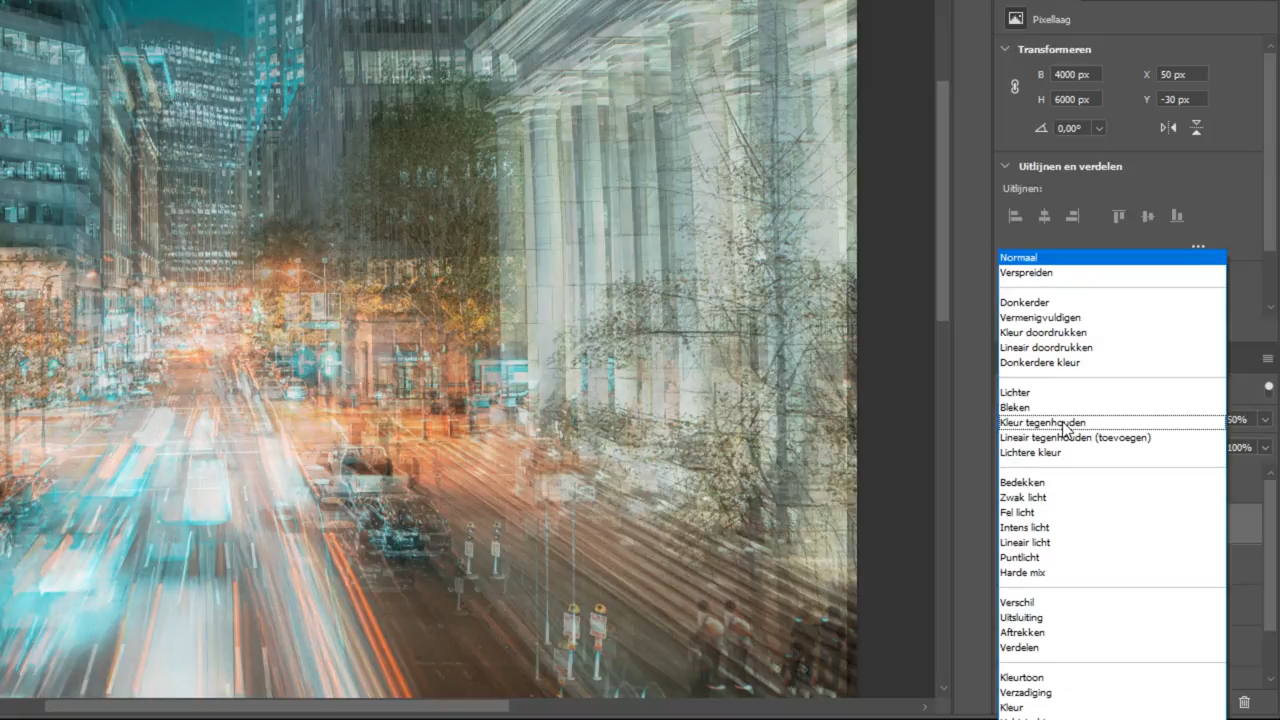 Pixellaag
Transformeren
B 4000 px X 50 px
H 6000 px Y -30 px
0,00°
Uitlijnen en verdelen
Uitlijnen:
Normaal
Verspreiden
Donkerder
Vermenigvuldigen
Kleur doordrukken
Lineair doordrukken
Donkerdere kleur
Lichter
Bleken
Kleur tegenhouden
Lineair tegenhouden (toevoegen)
Lichtere kleur
Bedekken
Zwak licht
Fel licht
Intens licht
Lineair licht
Puntlicht
Harde mix
Verschil
Uitsluiting
Aftrekken
Verdelen
Kleurtoon
Verzadiging
Kleur
100%